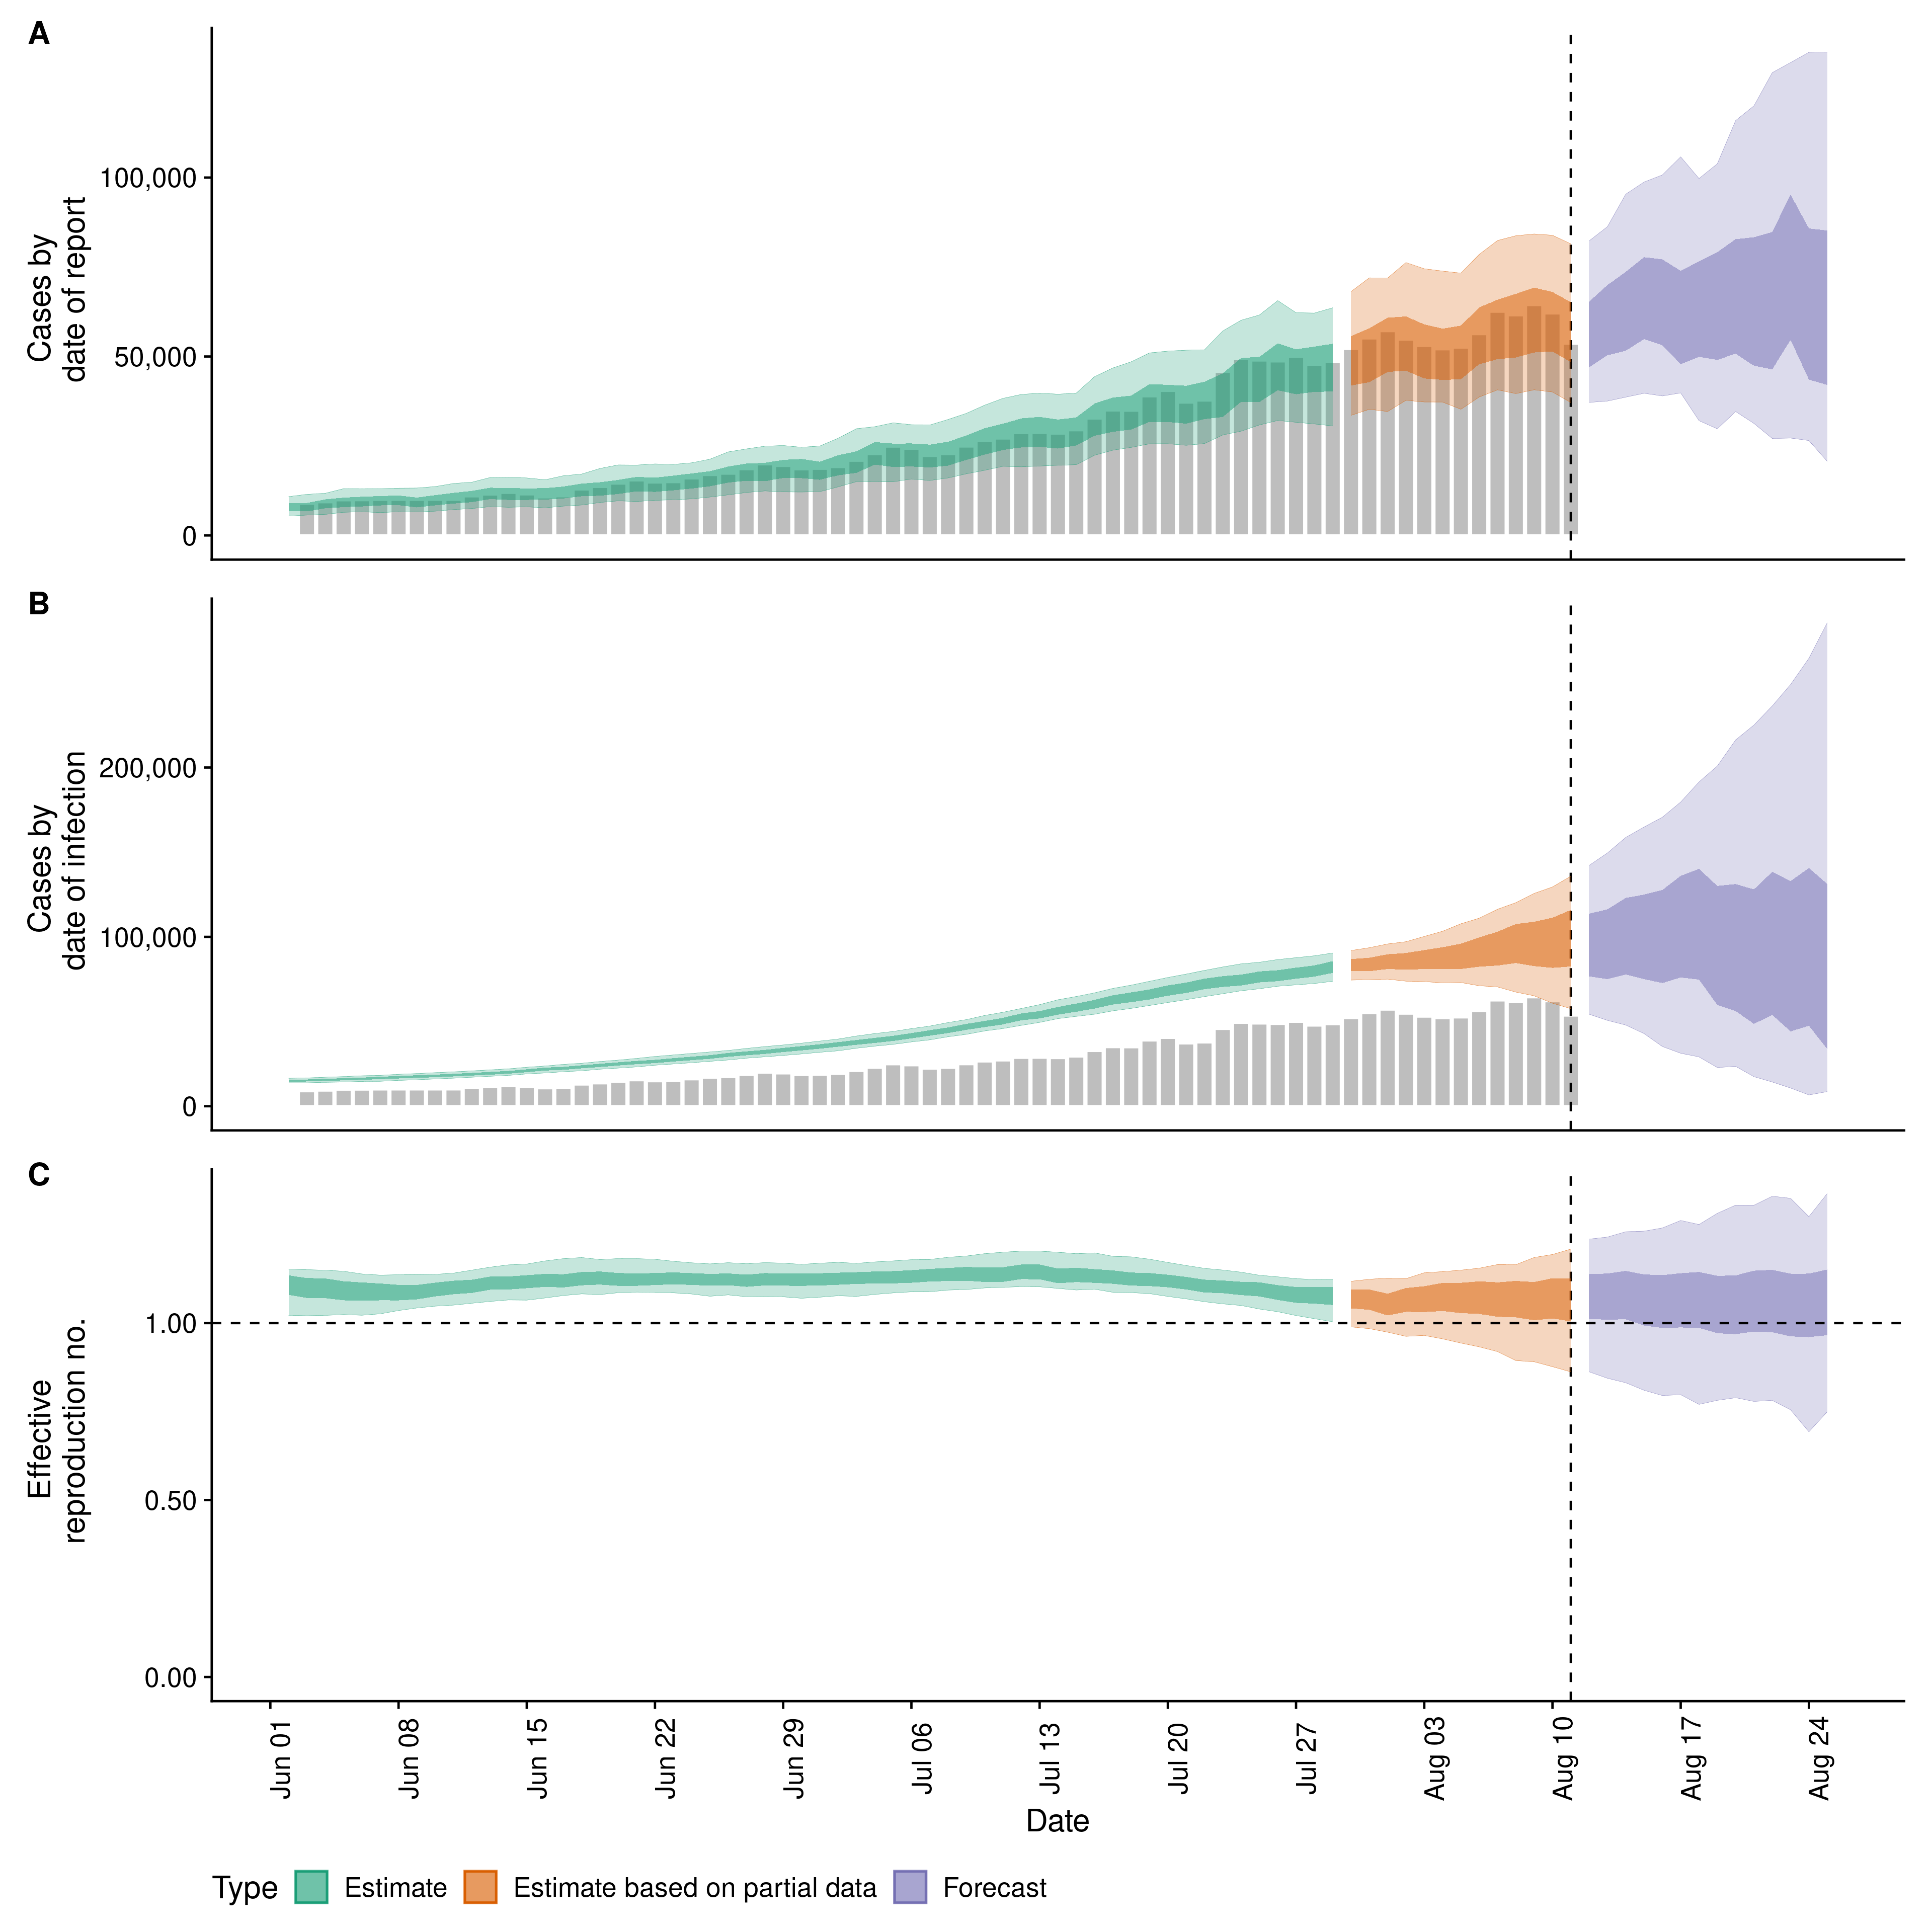 A
Cases by
date of report
100,000
50,000
0
B
Cases by
date of infection
200,000
100,000
0
C
Effective
reproduction no.
1.00
0.50
0.00
Jun 01
Jun 08
Jun 15
Jun 22
Jun 29
Jul 06
Jul 13
Jul 20
Jul 27
Aug 03
Aug 10
Aug 17
Aug 24
Date
Type Estimate Estimate based on partial data Forecast